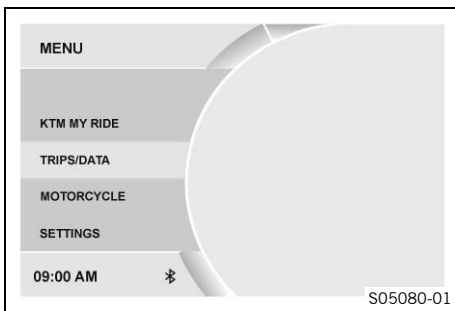 MENU
KTM MY RIDE
TRIPS/DATA
MOTORCYCLE
SETTINGS
09:00 AM
S05080-01